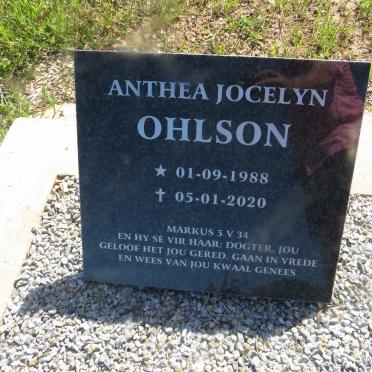 ANTHEA JOCELYN
OHLSON
★ 01-09-1988
✝ 05-01-2020
MARKUS 5 V 34
EN HY SÊ VIR HAAR: DOGTER, JOU
GELOOF HET JOU GERED. GAAN IN VREDE
EN WEES VAN JOU KWAAL GENEES